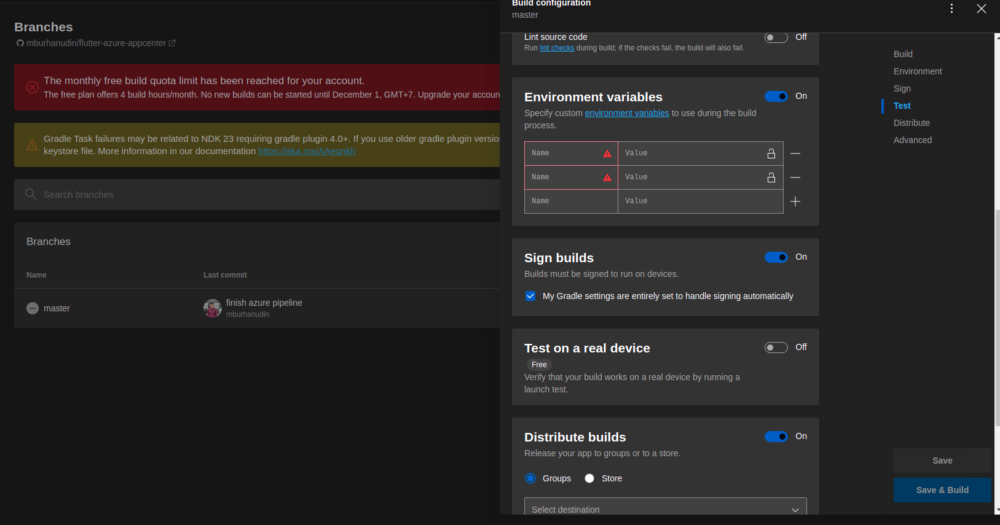 Branches
mburhanudin/flutter-azure-appcenter
The monthly free build quota limit has been reached for your account.
The free plan offers 4 build hours/month. No new builds can be started until December 1, GMT+7. Upgrade your accoun
Gradle Task failures may be related to NDK 23 requiring gradle plugin 4.0+. If you use older gradle plugin versio
keystore file. More information in our documentation https://aka.ms/AAeqnkh
Search branches
Branches
Name Last commit
master
finish azure pipeline
mburhanudin
Build configuration
master
Lint source code Off
Run lint checks during build; if the checks fail, the build will also fail.
Environment variables On
Specify custom environment variables to use during the build
process.
Name Value
Name Value
Name Value
Sign builds On
Builds must be signed to run on devices.
My Gradle settings are entirely set to handle signing automatically
Test on a real device Off
Free
Verify that your build works on a real device by running a
launch test.
Distribute builds On
Release your app to groups or to a store.
Groups Store
Select destination
Build
Environment
Sign
Test
Distribute
Advanced
Save
Save & Build